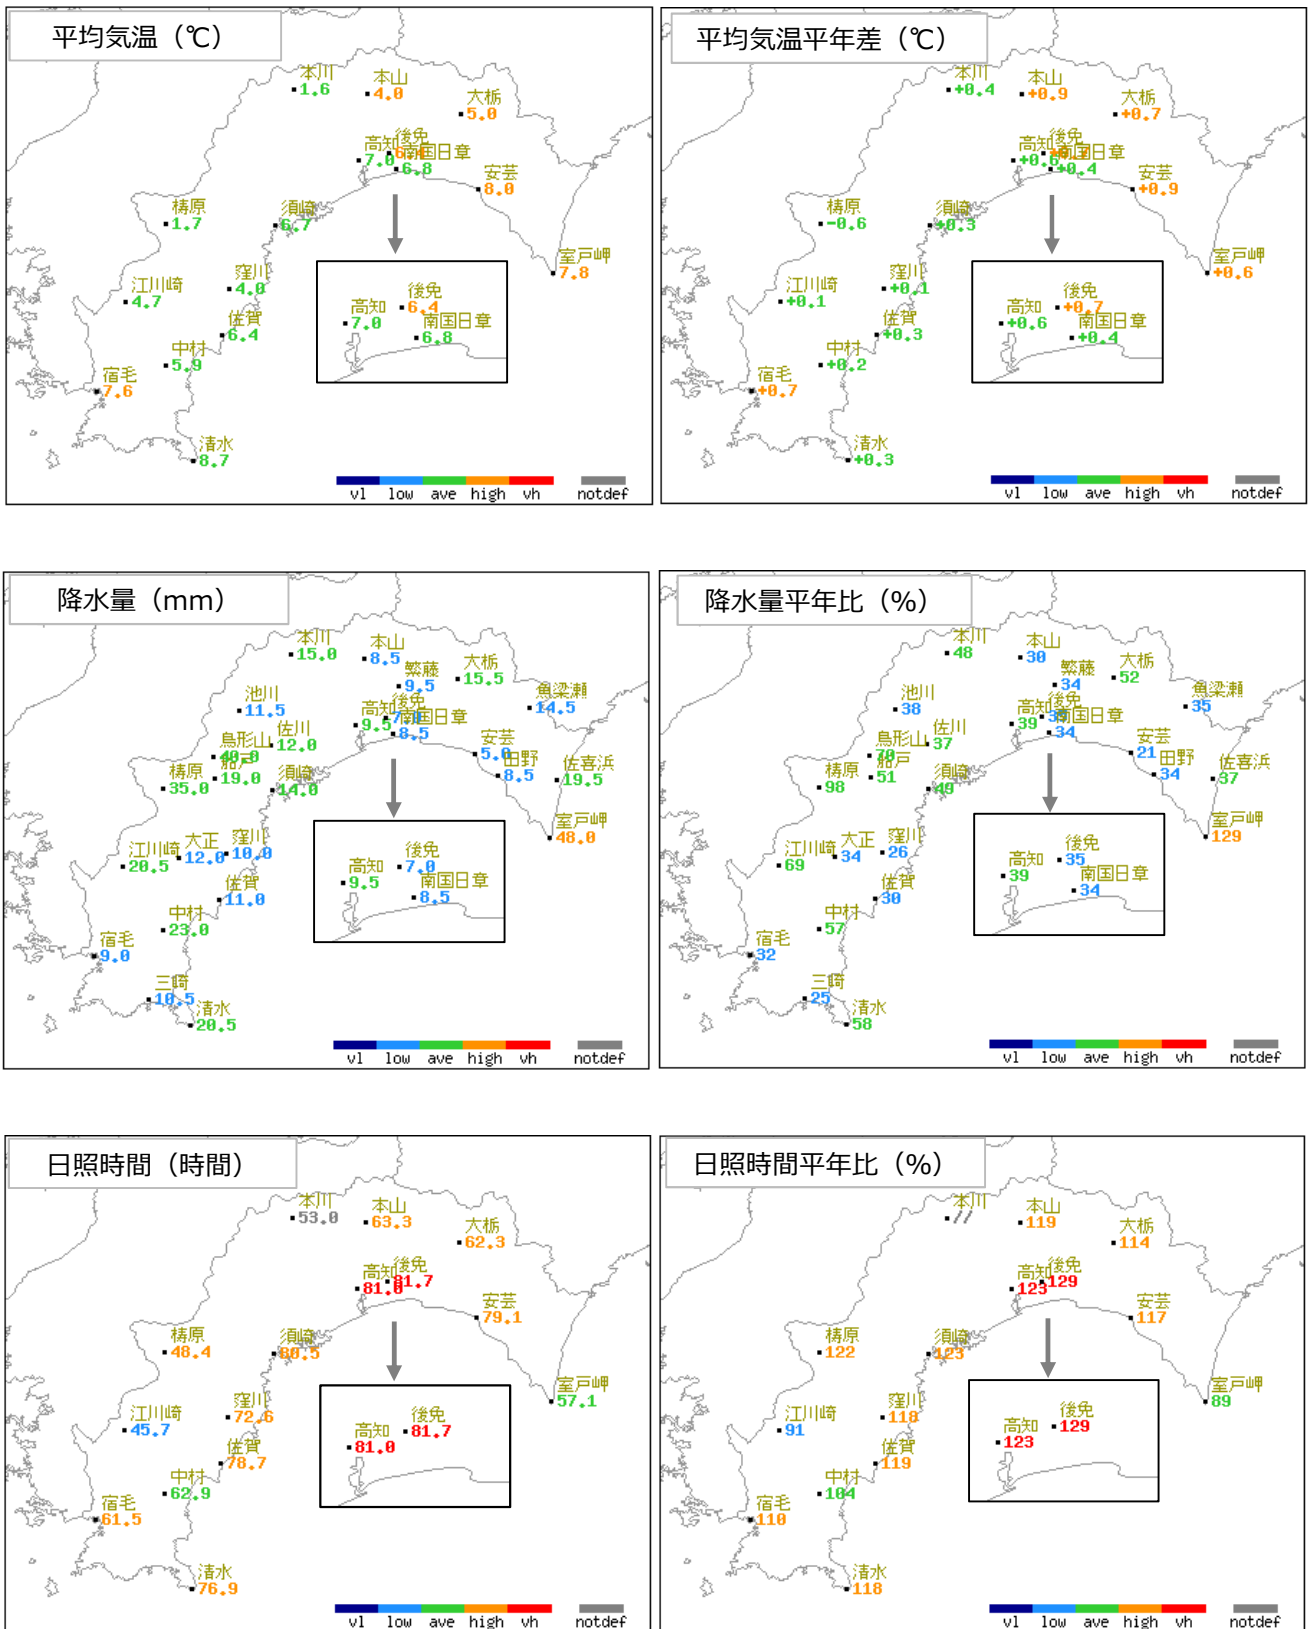 平均気温（℃）
本川
1.6
本山
4.0
大栃
5.0
高知
7.0
後免
南国日章
6.8
安芸
8.0
室戸岬
7.8
梼原
1.7
須崎
6.7
江川崎
4.7
窪川
4.0
佐賀
6.4
中村
5.9
宿毛
7.6
清水
8.7
後免
6.4
高知
7.0
南国日章
6.8
vl low ave high vh notdef
平均気温平年差（℃）
本川
+0.4
本山
+0.9
大栃
+0.7
高知
+0.6
後免
南国日章
+0.4
安芸
+0.9
室戸岬
+0.6
梼原
-0.6
須崎
+0.3
江川崎
+0.1
窪川
+0.1
佐賀
+0.3
中村
+0.2
宿毛
+0.7
清水
+0.3
後免
+0.7
高知
+0.6
南国日章
+0.4
vl low ave high vh notdef
降水量（mm）
本川
15.0
本山
8.5
繁藤
9.5
大栃
15.5
魚梁瀬
14.5
池川
11.5
佐川
12.0
高知
9.5
後免
7.0
南国日章
8.5
安芸
5.0
田野
8.5
佐喜浜
19.5
室戸岬
48.0
鳥形山
40.0
船戸
19.0
梼原
35.0
須崎
14.0
江川崎
20.5
大正
12.0
窪川
10.0
佐賀
11.0
中村
23.0
宿毛
9.0
三崎
10.5
清水
20.5
後免
7.0
高知
9.5
南国日章
8.5
vl low ave high vh notdef
降水量平年比（%）
本川
48
本山
30
繁藤
34
大栃
52
魚梁瀬
35
池川
38
佐川
37
高知
39
後免
35
南国日章
34
安芸
21
田野
34
佐喜浜
37
室戸岬
129
鳥形山
70
船戸
51
梼原
98
須崎
49
江川崎
69
大正
34
窪川
26
佐賀
30
中村
57
宿毛
32
三崎
25
清水
58
後免
35
高知
39
南国日章
34
vl low ave high vh notdef
日照時間（時間）
本川
53.0
本山
63.3
大栃
62.3
高知
81.0
後免
81.7
安芸
79.1
室戸岬
57.1
梼原
48.4
須崎
80.5
江川崎
45.7
窪川
72.6
佐賀
78.7
中村
62.9
宿毛
61.5
清水
76.9
後免
81.7
高知
81.0
vl low ave high vh notdef
日照時間平年比（%）
本川
//
本山
119
大栃
114
高知
123
後免
129
安芸
117
室戸岬
89
梼原
122
須崎
123
江川崎
91
窪川
118
佐賀
119
中村
104
宿毛
110
清水
118
後免
129
高知
123
vl low ave high vh notdef